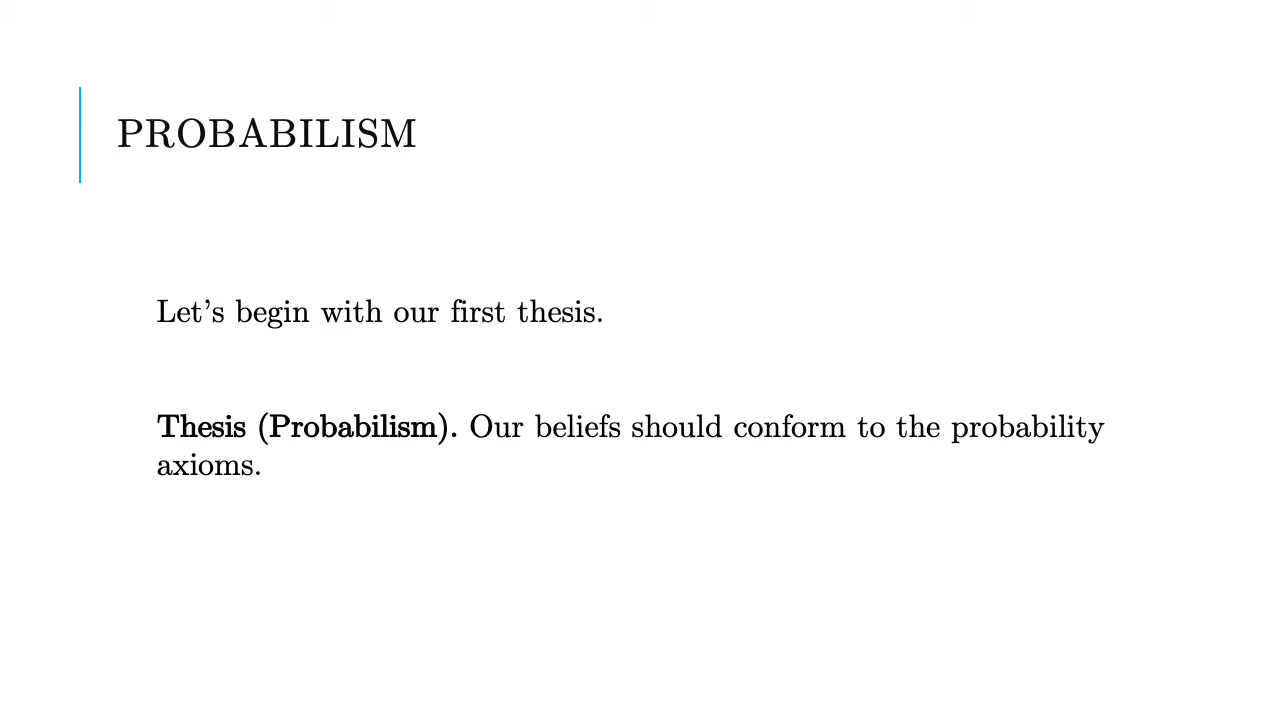 PROBABILISM
Let’s begin with our first thesis.
Thesis (Probabilism). Our beliefs should conform to the probability
axioms.